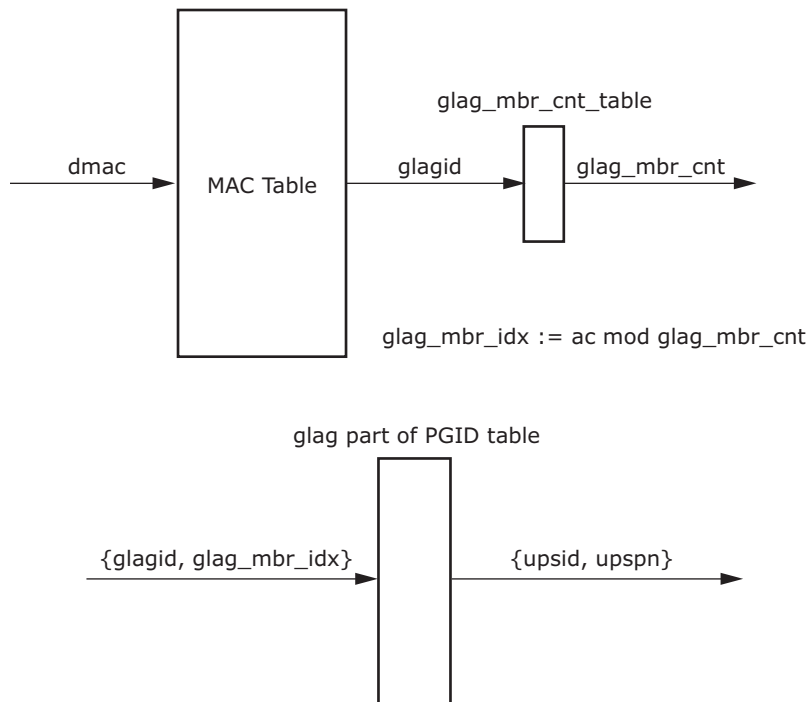 glag_mbr_cnt_table
dmac
MAC Table
glagid
glag_mbr_cnt
glag_mbr_idx := ac mod glag_mbr_cnt
glag part of PGID table
{glagid, glag_mbr_idx}
{upsid, upspn}